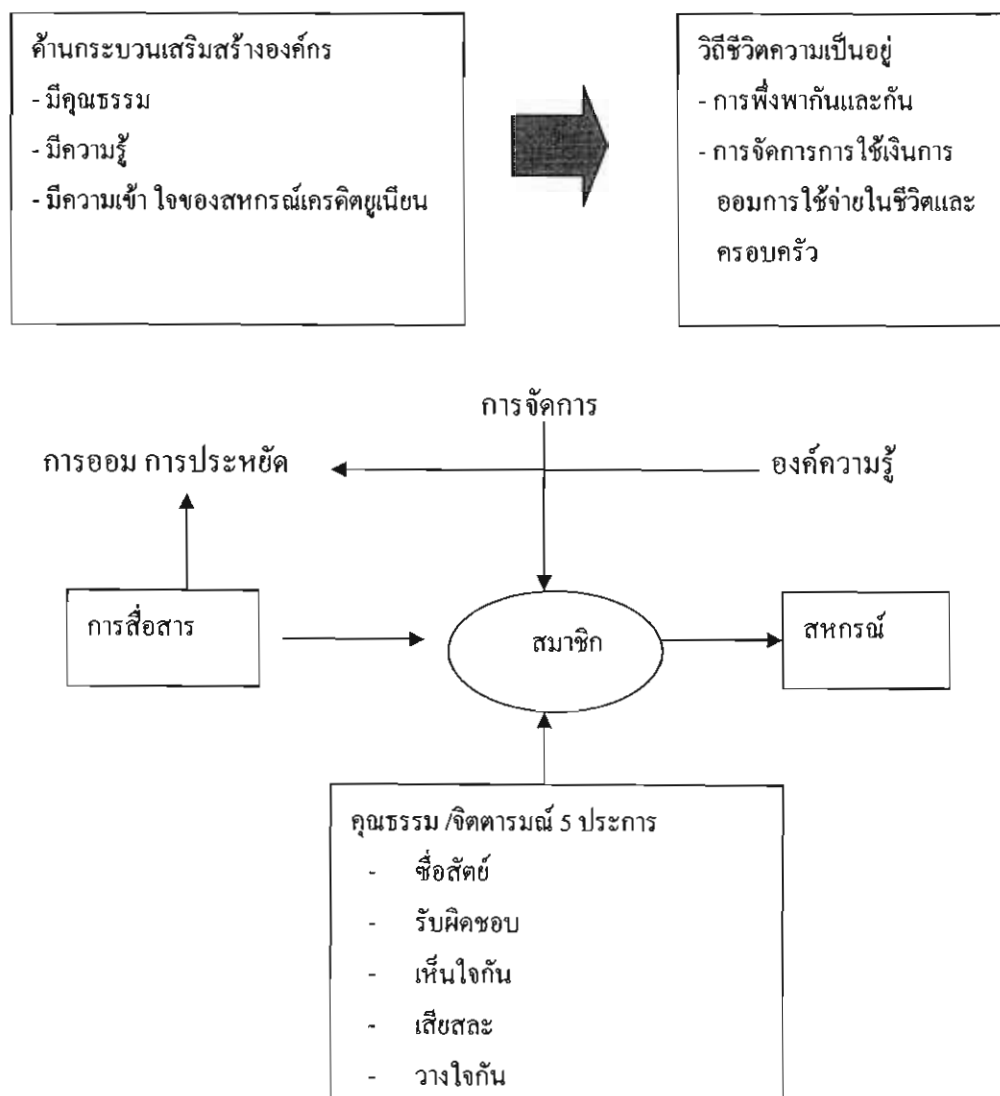 ด้านกระบวนเสริมสร้างองค์กร
- มีคุณธรรม
- มีความรู้
- มีความเข้า ใจของสหกรณ์เครดิตยูเนียน
วิถีชีวิตความเป็นอยู่
- การพึ่งพากันและกัน
- การจัดการการใช้เงินการ
ออมการใช้จ่ายในชีวิตและ
ครอบครัว
การจัดการ
การออม การประหยัด
องค์ความรู้
การสื่อสาร
สมาชิก
สหกรณ์
คุณธรรม /จิตตารมณ์ 5 ประการ
- ซื่อสัตย์
- รับผิดชอบ
- เห็นใจกัน
- เสียสละ
- วางใจกัน